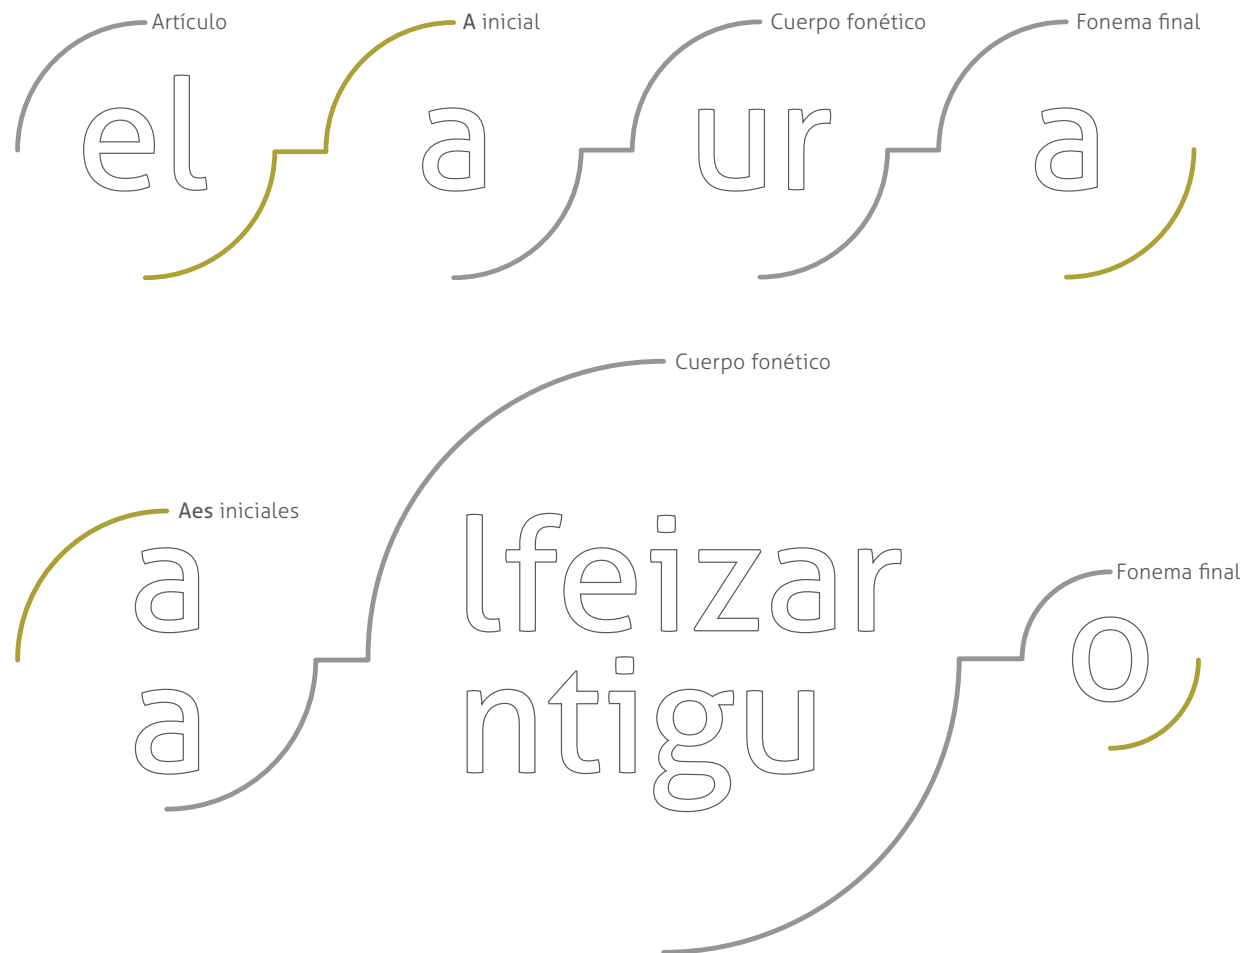 Artículo A inicial Cuerpo fonético Fonema final
el a ur a
Cuerpo fonético
Aes iniciales
a lfeizar
Fonema final
o
a ntigu